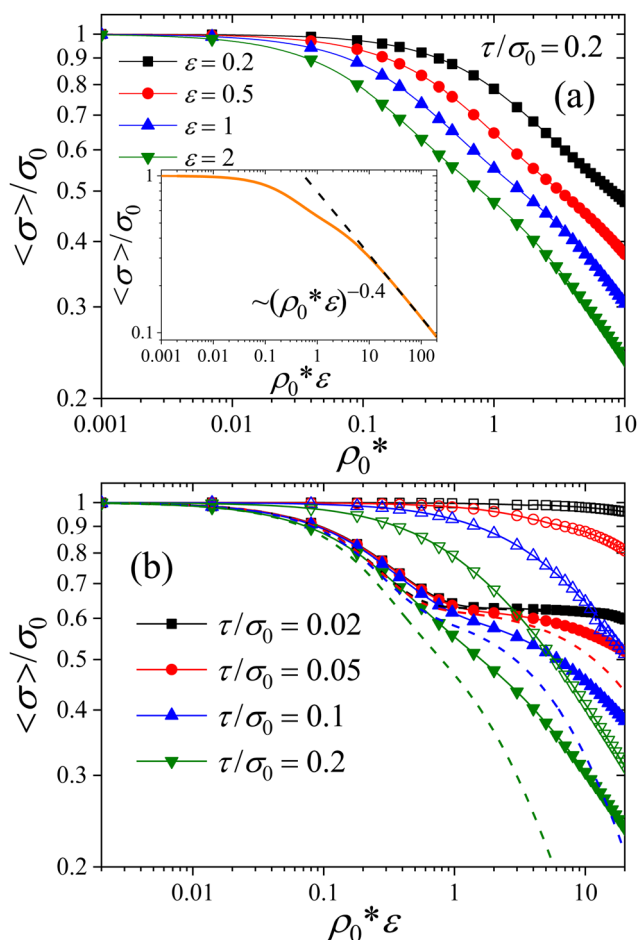 τ/σ₀ = 0.2
(a)
ε = 0.2
ε = 0.5
ε = 1
ε = 2
<σ>/σ₀
1
0.9
0.8
0.7
0.6
0.5
0.4
0.3
0.2
0.001 0.01 0.1 1 10
ρ₀*
<σ>/σ₀
1
0.1
~(ρ₀*ε)⁻⁰·⁴
0.001 0.01 0.1 1 10 100
ρ₀*ε
(b)
<σ>/σ₀
1
0.9
0.8
0.7
0.6
0.5
0.4
0.3
0.2
τ/σ₀ = 0.02
τ/σ₀ = 0.05
τ/σ₀ = 0.1
τ/σ₀ = 0.2
0.01 0.1 1 10
ρ₀*ε